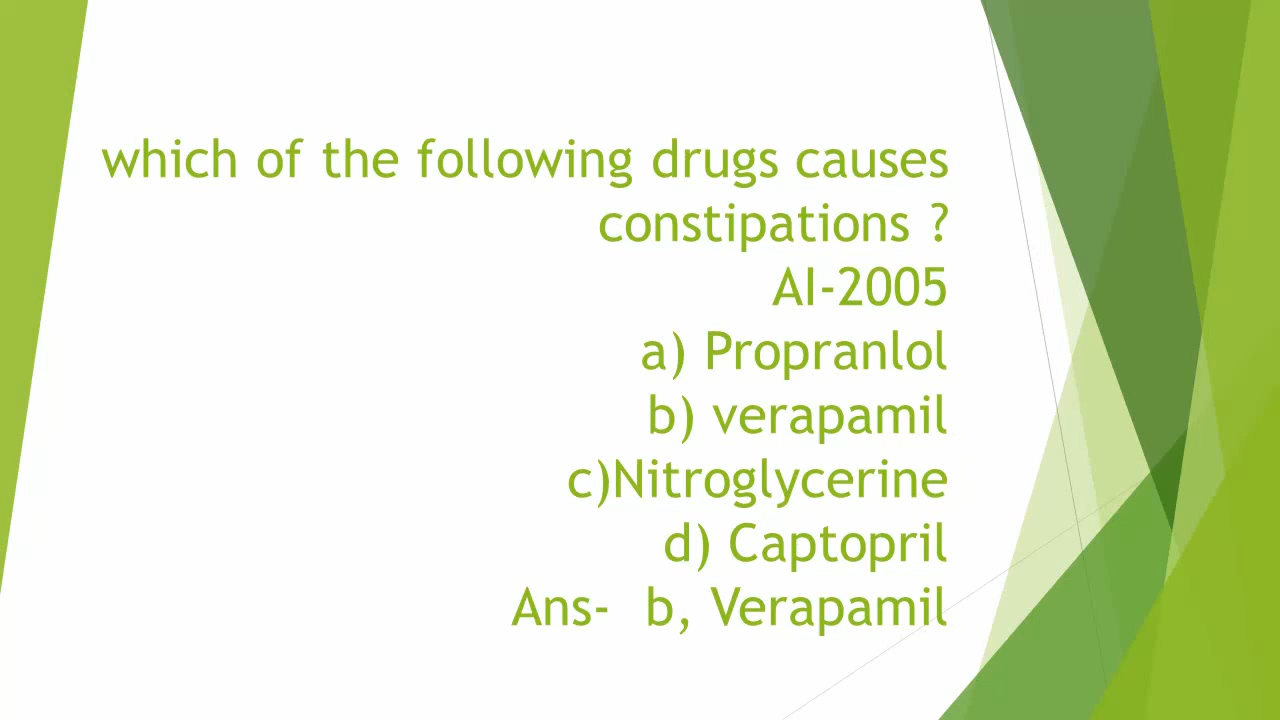 which of the following drugs causes
constipations ?
AI-2005
a) Propranlol
b) verapamil
c)Nitroglycerine
d) Captopril
Ans- b, Verapamil